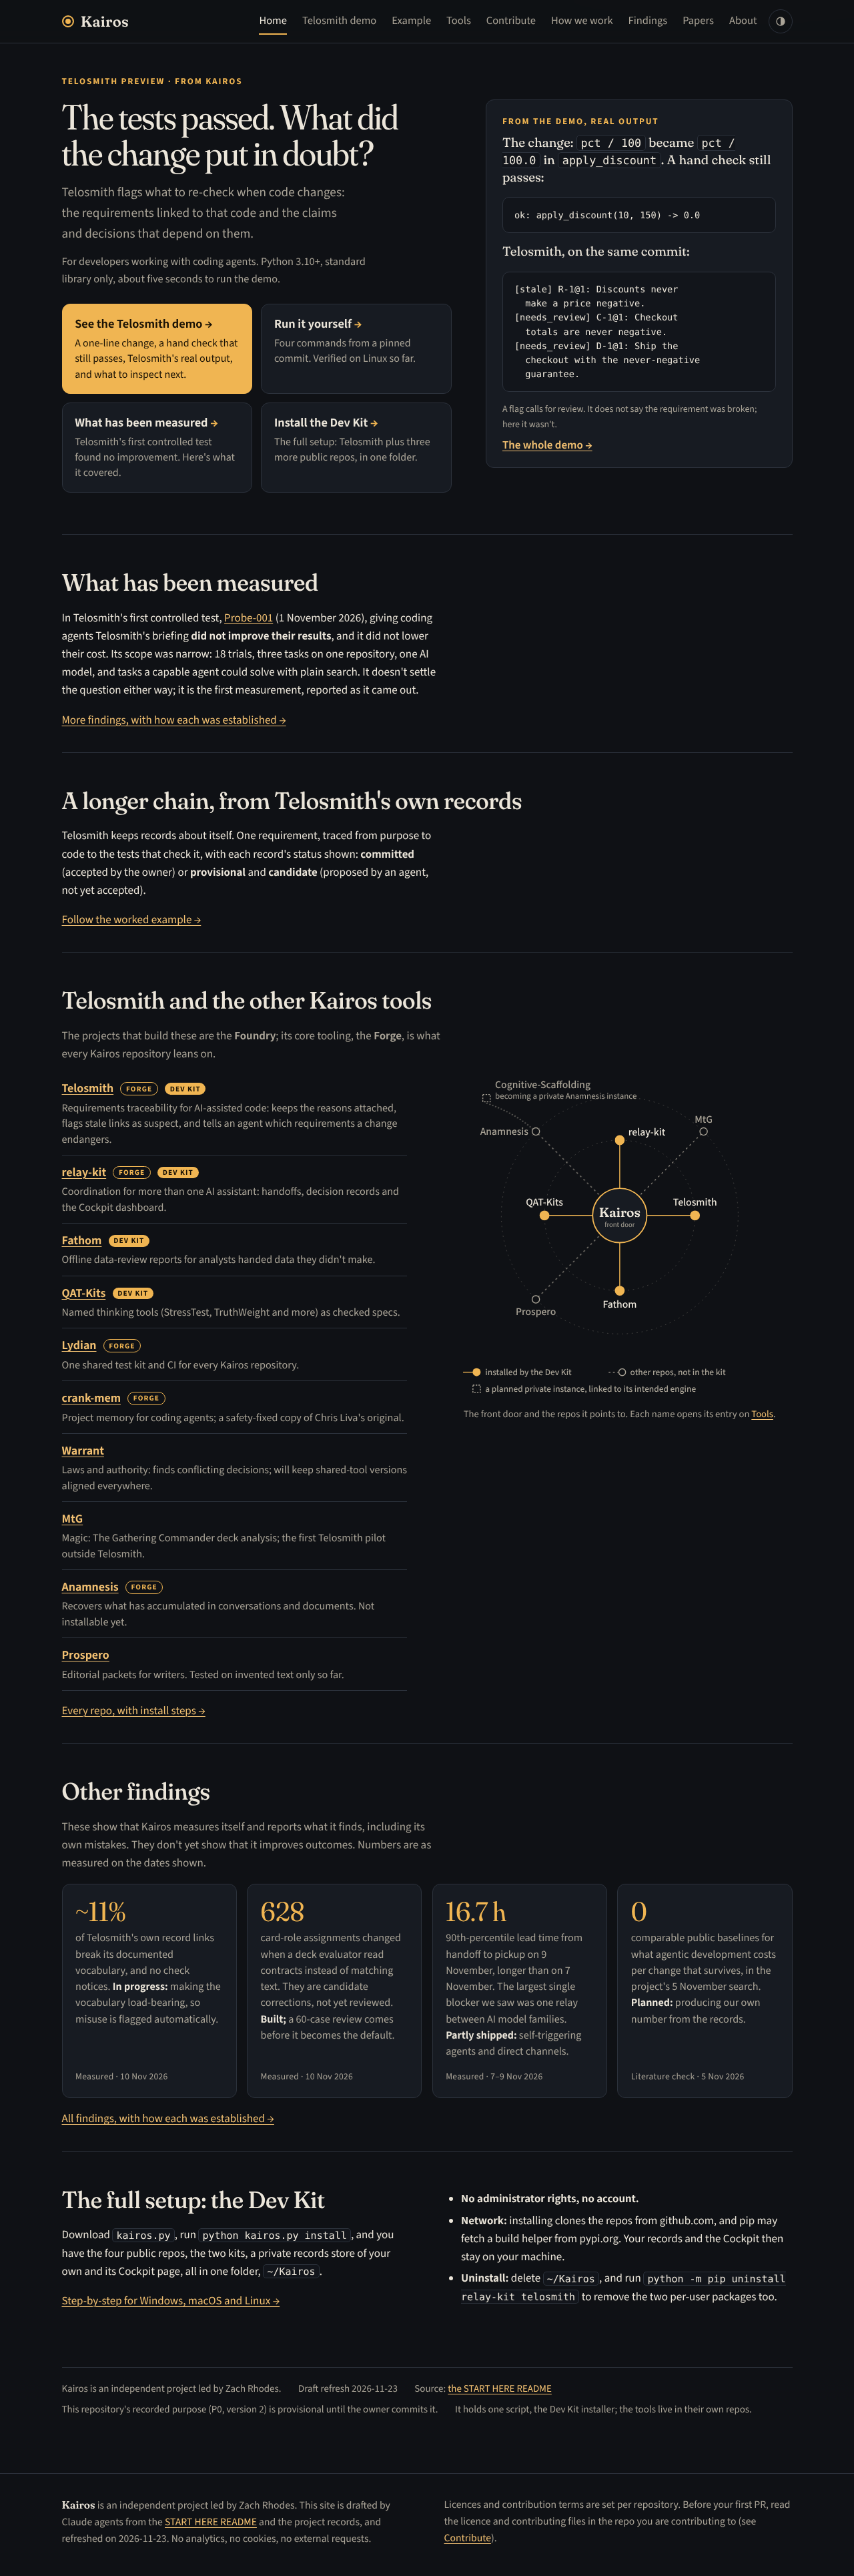 Kairos
Home Telosmith demo Example Tools Contribute How we work Findings Papers About
TELOSMITH PREVIEW · FROM KAIROS
The tests passed. What did
the change put in doubt?
Telosmith flags what to re-check when code changes:
the requirements linked to that code and the claims
and decisions that depend on them.
For developers working with coding agents. Python 3.10+, standard
library only, about five seconds to run the demo.
See the Telosmith demo →
A one-line change, a hand check that
still passes, Telosmith's real output,
and what to inspect next.
Run it yourself →
Four commands from a pinned
commit. Verified on Linux so far.
What has been measured →
Telosmith's first controlled test
found no improvement. Here's what
it covered.
Install the Dev Kit →
The full setup: Telosmith plus three
more public repos, in one folder.
FROM THE DEMO, REAL OUTPUT
The change: pct / 100 became pct /
100.0 in apply_discount. A hand check still
passes:
ok: apply_discount(10, 150) -> 0.0
Telosmith, on the same commit:
[stale] R-1@1: Discounts never
make a price negative.
[needs_review] C-1@1: Checkout
totals are never negative.
[needs_review] D-1@1: Ship the
checkout with the never-negative
guarantee.
A flag calls for review. It does not say the requirement was broken;
here it wasn't.
The whole demo →
What has been measured
In Telosmith's first controlled test, Probe-001 (1 November 2026), giving coding
agents Telosmith's briefing did not improve their results, and it did not lower
their cost. Its scope was narrow: 18 trials, three tasks on one repository, one AI
model, and tasks a capable agent could solve with plain search. It doesn't settle
the question either way; it is the first measurement, reported as it came out.
More findings, with how each was established →
A longer chain, from Telosmith's own records
Telosmith keeps records about itself. One requirement, traced from purpose to
code to the tests that check it, with each record's status shown: committed
(accepted by the owner) or provisional and candidate (proposed by an agent,
not yet accepted).
Follow the worked example →
Telosmith and the other Kairos tools
The projects that build these are the Foundry; its core tooling, the Forge, is what
every Kairos repository leans on.
Telosmith FORGE DEV KIT
Requirements traceability for AI-assisted code: keeps the reasons attached,
flags stale links as suspect, and tells an agent which requirements a change
endangers.
relay-kit FORGE DEV KIT
Coordination for more than one AI assistant: handoffs, decision records and
the Cockpit dashboard.
Fathom DEV KIT
Offline data-review reports for analysts handed data they didn't make.
QAT-Kits DEV KIT
Named thinking tools (StressTest, TruthWeight and more) as checked specs.
Lydian FORGE
One shared test kit and CI for every Kairos repository.
crank-mem FORGE
Project memory for coding agents; a safety-fixed copy of Chris Liva's original.
Warrant
Laws and authority: finds conflicting decisions; will keep shared-tool versions
aligned everywhere.
MtG
Magic: The Gathering Commander deck analysis; the first Telosmith pilot
outside Telosmith.
Anamnesis FORGE
Recovers what has accumulated in conversations and documents. Not
installable yet.
Prospero
Editorial packets for writers. Tested on invented text only so far.
Every repo, with install steps →
Cognitive-Scaffolding
becoming a private Anamnesis instance
MtG
Anamnesis
relay-kit
QAT-Kits
Kairos
front door
Telosmith
Prospero
Fathom
installed by the Dev Kit
other repos, not in the kit
a planned private instance, linked to its intended engine
The front door and the repos it points to. Each name opens its entry on Tools.
Other findings
These show that Kairos measures itself and reports what it finds, including its
own mistakes. They don't yet show that it improves outcomes. Numbers are as
measured on the dates shown.
~11%
of Telosmith's own record links
break its documented
vocabulary, and no check
notices. In progress: making the
vocabulary load-bearing, so
misuse is flagged automatically.
Measured · 10 Nov 2026
628
card-role assignments changed
when a deck evaluator read
contracts instead of matching
text. They are candidate
corrections, not yet reviewed.
Built; a 60-case review comes
before it becomes the default.
Measured · 10 Nov 2026
16.7 h
90th-percentile lead time from
handoff to pickup on 9
November, longer than on 7
November. The largest single
blocker we saw was one relay
between AI model families.
Partly shipped: self-triggering
agents and direct channels.
Measured · 7–9 Nov 2026
0
comparable public baselines for
what agentic development costs
per change that survives, in the
project's 5 November search.
Planned: producing our own
number from the records.
Literature check · 5 Nov 2026
All findings, with how each was established →
The full setup: the Dev Kit
Download kairos.py, run python kairos.py install, and you
have the four public repos, the two kits, a private records store of your
own and its Cockpit page, all in one folder, ~/Kairos.
Step-by-step for Windows, macOS and Linux →
• No administrator rights, no account.
• Network: installing clones the repos from github.com, and pip may
fetch a build helper from pypi.org. Your records and the Cockpit then
stay on your machine.
• Uninstall: delete ~/Kairos, and run python -m pip uninstall
relay-kit telosmith to remove the two per-user packages too.
Kairos is an independent project led by Zach Rhodes. Draft refresh 2026-11-23 Source: the START HERE README
This repository's recorded purpose (P0, version 2) is provisional until the owner commits it. It holds one script, the Dev Kit installer; the tools live in their own repos.
Kairos is an independent project led by Zach Rhodes. This site is drafted by
Claude agents from the START HERE README and the project records, and
refreshed on 2026-11-23. No analytics, no cookies, no external requests.
Licences and contribution terms are set per repository. Before your first PR, read
the licence and contributing files in the repo you are contributing to (see
Contribute).